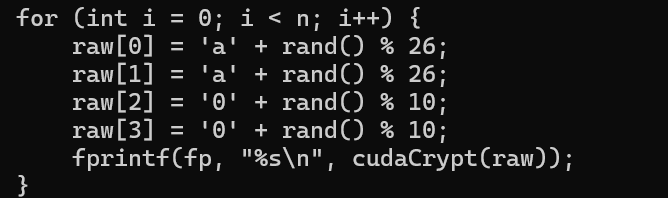 for (int i = 0; i < n; i++) {
    raw[0] = 'a' + rand() % 26;
    raw[1] = 'a' + rand() % 26;
    raw[2] = '0' + rand() % 10;
    raw[3] = '0' + rand() % 10;
    fprintf(fp, "%s\n", cudaCrypt(raw));
}